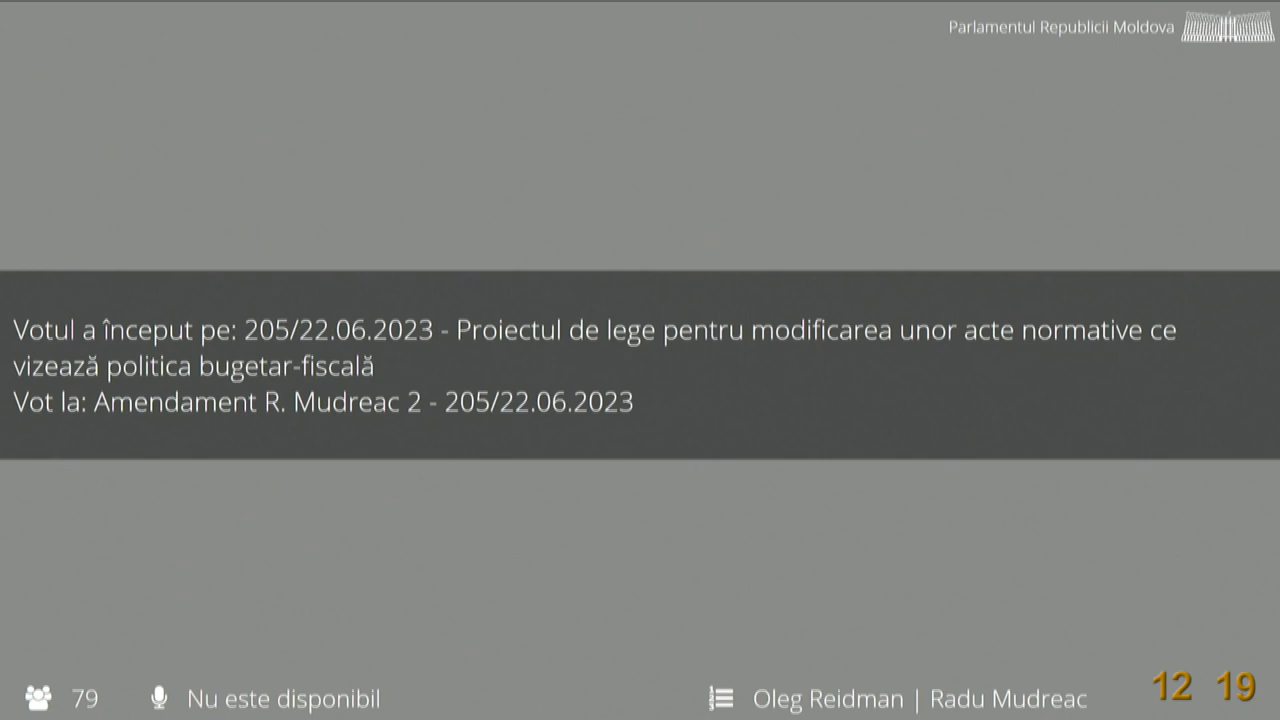 Parlamentul Republicii Moldova
Votul a început pe: 205/22.06.2023 - Proiectul de lege pentru modificarea unor acte normative ce
vizează politica bugetar-fiscală
Vot la: Amendament R. Mudreac 2 - 205/22.06.2023
79 Nu este disponibil Oleg Reidman | Radu Mudreac 12 19